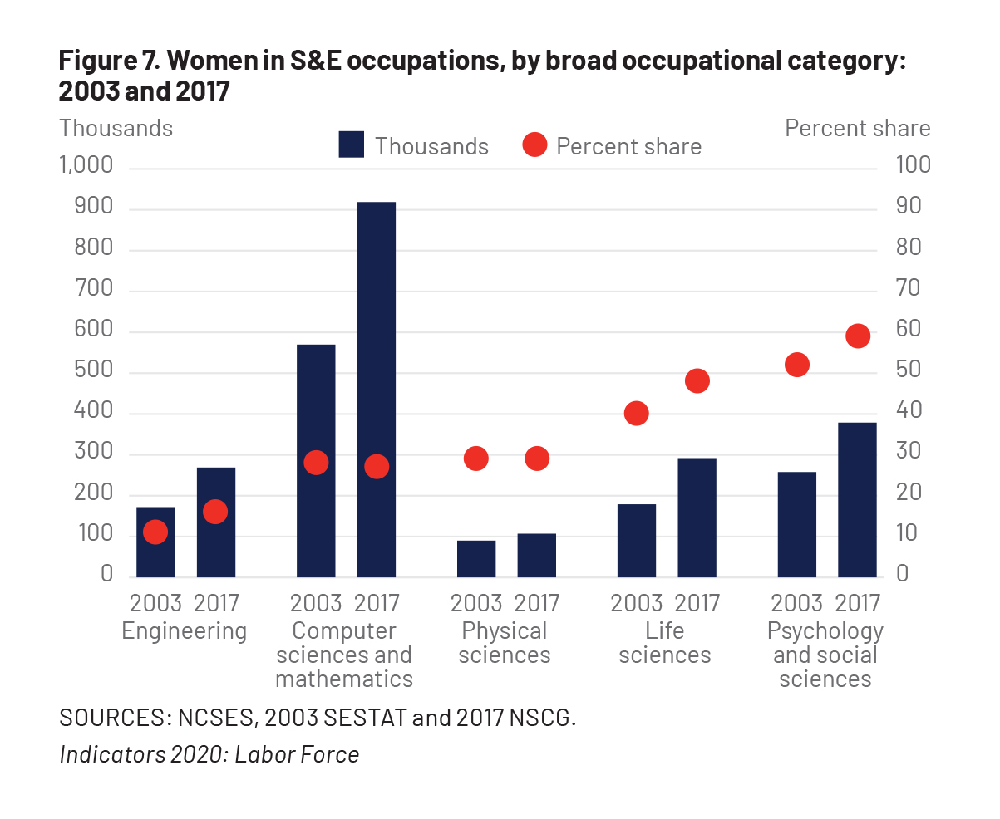 Figure 7. Women in S&E occupations, by broad occupational category:
2003 and 2017
Thousands
Percent share
Thousands
Percent share
1,000
100
900
90
800
80
700
70
600
60
500
50
400
40
300
30
200
20
100
10
0
0
2003 2017 2003 2017 2003 2017 2003 2017 2003 2017
Engineering
Computer
sciences and
mathematics
Physical
sciences
Life
sciences
Psychology
and social
sciences
SOURCES: NCSES, 2003 SESTAT and 2017 NSCG.
Indicators 2020: Labor Force